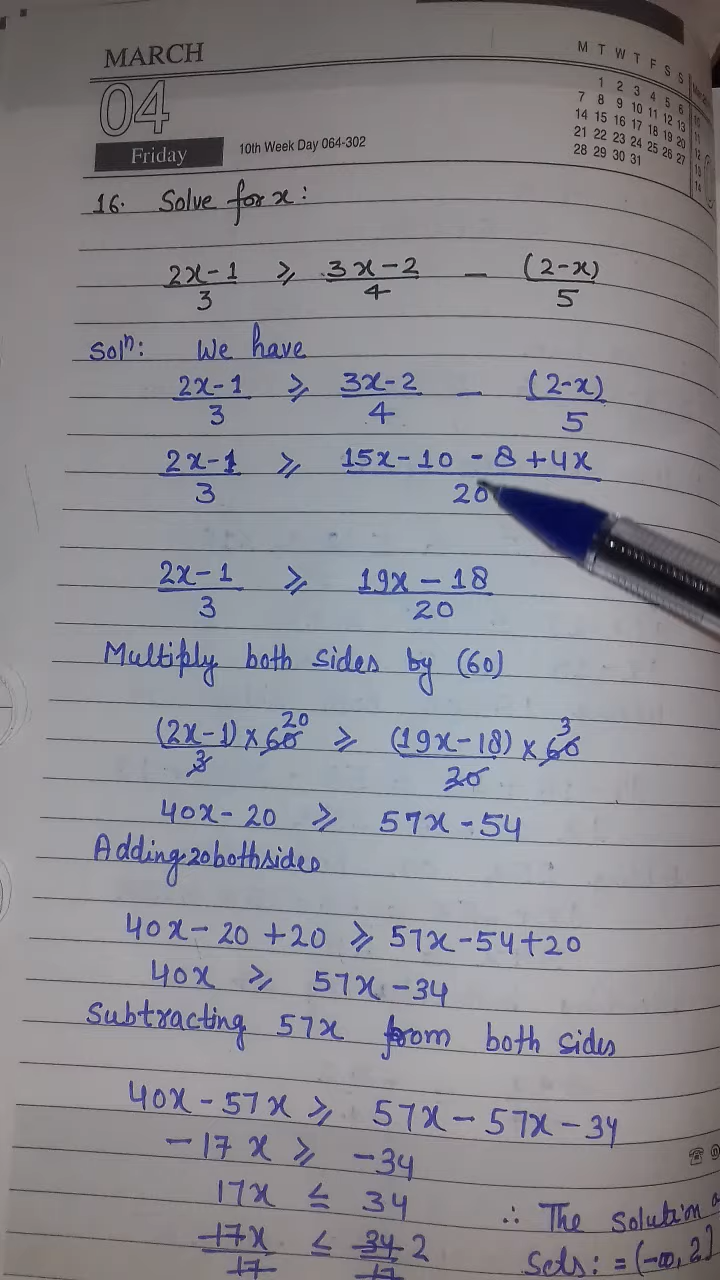 MARCH
04
Friday
10th Week Day 064-302
M T W T F S S
1 2 3 4 5 6
7 8 9 10 11 12 13
14 15 16 17 18 19 20
21 22 23 24 25 26 27
28 29 30 31
16. Solve for x:
(2x-1)/3 ⩾ (3x-2)/4 - (2-x)/5
Solⁿ: We have
(2x-1)/3 ⩾ (3x-2)/4 - (2-x)/5
(2x-1)/3 ⩾ (15x-10-8+4x)/20
(2x-1)/3 ⩾ (19x-18)/20
Multiply both sides by (60)
(2x-1)/3 × 60 20 ⩾ (19x-18)/20 × 60 3
40x-20 ⩾ 57x-54
Adding 20 both sides
40x-20+20 ⩾ 57x-54+20
40x ⩾ 57x-34
Subtracting 57x from both sides
40x-57x ⩾ 57x-57x-34
-17x ⩾ -34
17x ≤ 34
17x/17 ≤ 34/17 2
∴ The solution
sets: = (-∞, 2]